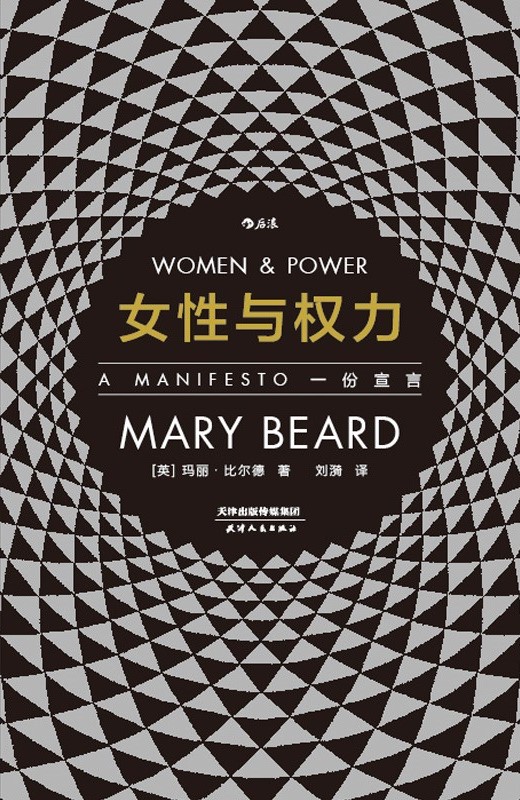 后浪
WOMEN & POWER
女性与权力
A MANIFESTO 一份宣言
MARY BEARD
[英] 玛丽·比尔德 著 刘漪 译
天津出版传媒集团
天津人民出版社